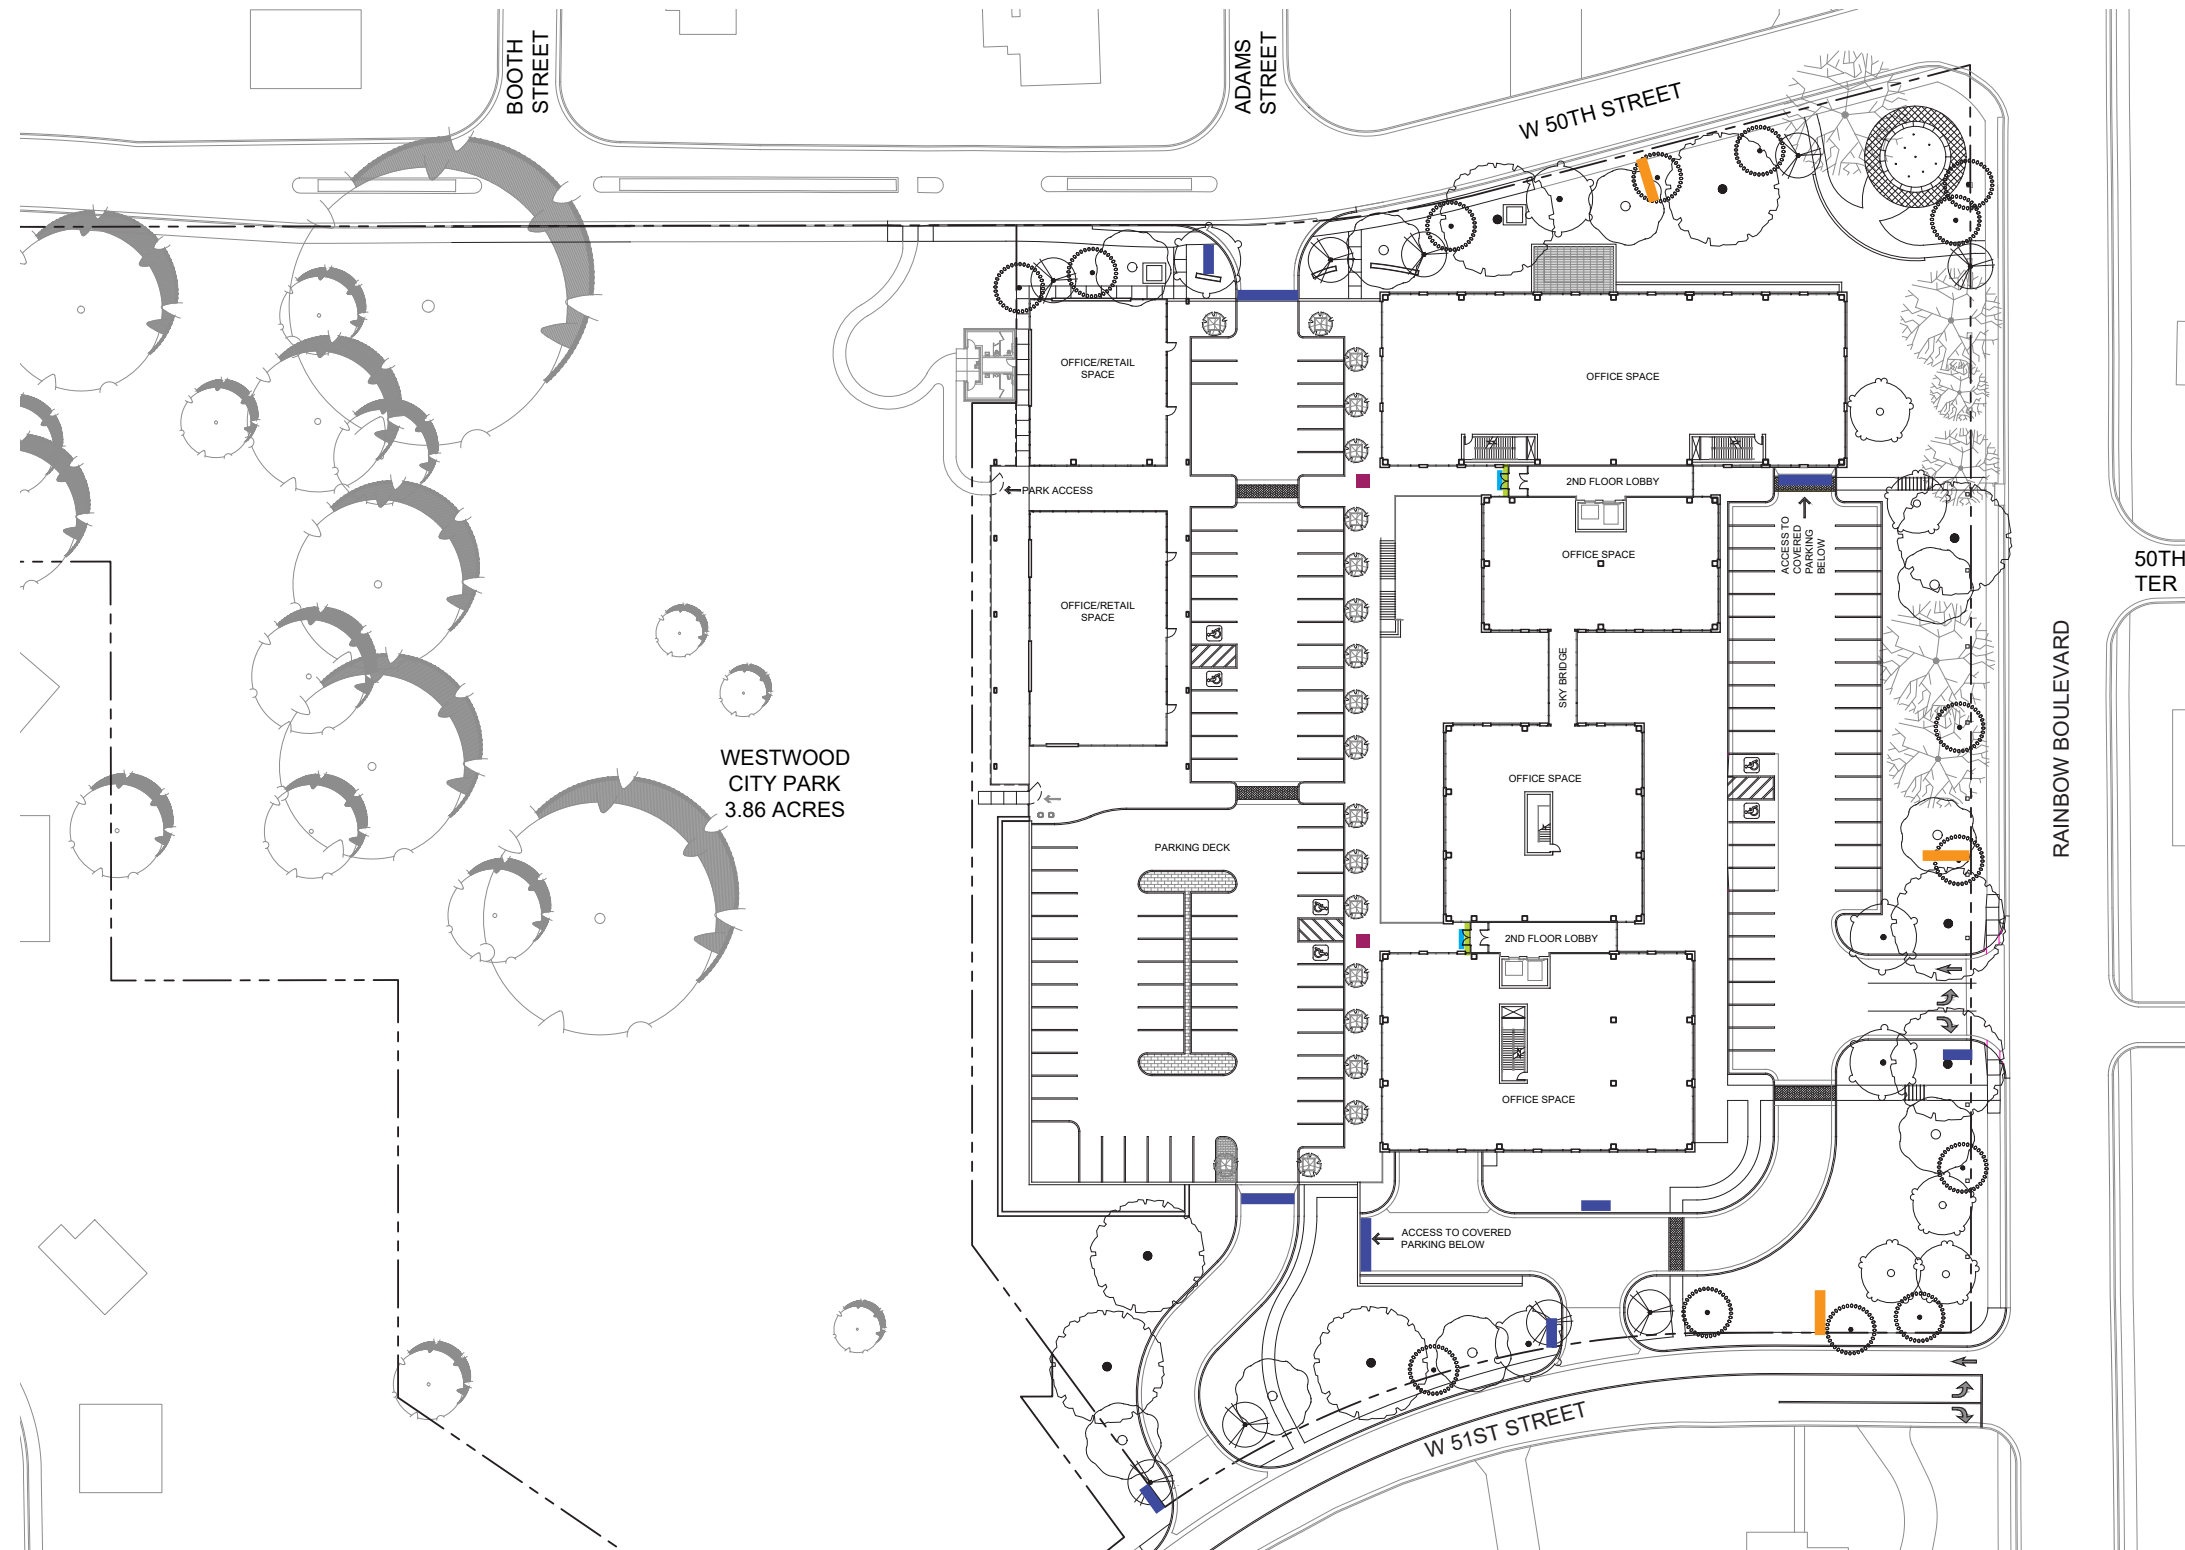 BOOTH
STREET
ADAMS
STREET
W 50TH STREET
OFFICE/RETAIL
SPACE
OFFICE SPACE
PARK ACCESS
2ND FLOOR LOBBY
ACCESS TO
COVERED
PARKING
BELOW
OFFICE SPACE
50TH
TER
OFFICE/RETAIL
SPACE
SKY BRIDGE
RAINBOW BOULEVARD
WESTWOOD
CITY PARK
3.86 ACRES
OFFICE SPACE
PARKING DECK
2ND FLOOR LOBBY
OFFICE SPACE
ACCESS TO COVERED
PARKING BELOW
W 51ST STREET